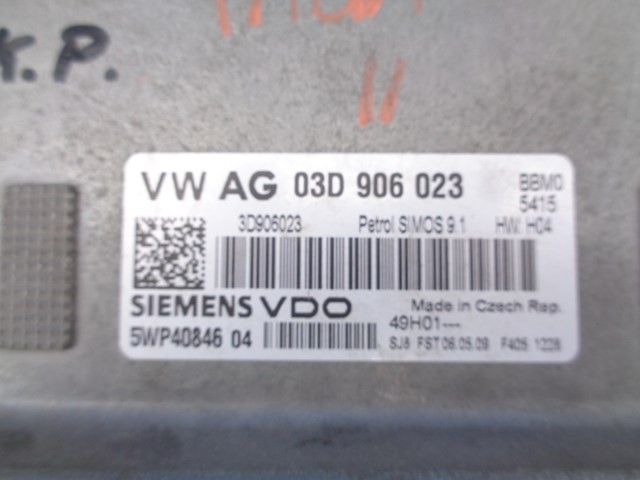 K.P.
VW AG 03D 906 023
BBM0
5415
3D906023 Petrol SIMOS 9.1 HW: H04
SIEMENS VDO Made in Czech Rep.
49H01---
5WP40846 04 SJ8 FST 06.05.09 F405 1228